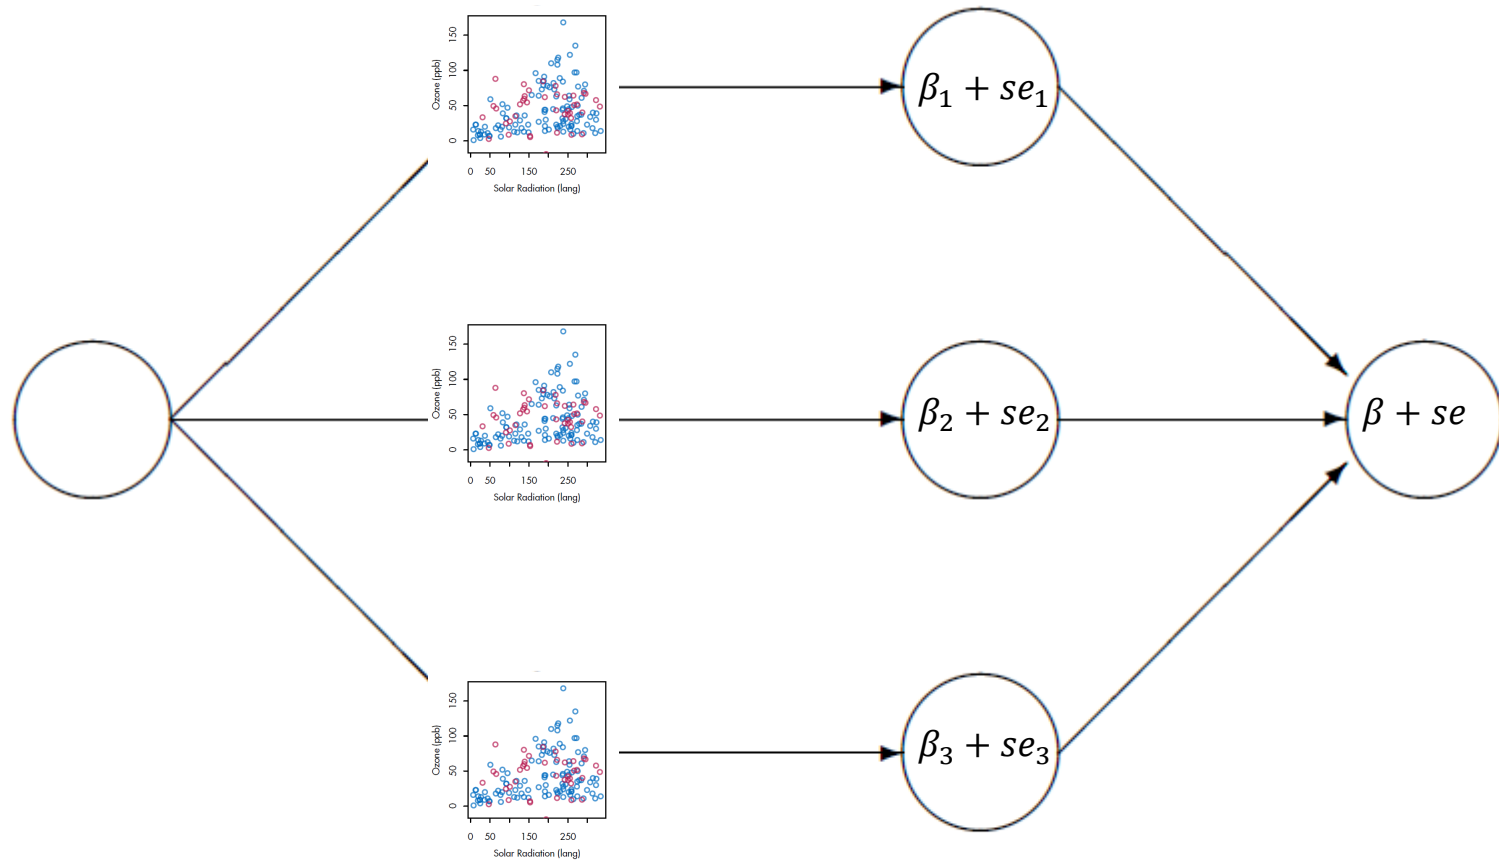 Ozone (ppb)
150
100
50
0
0 50 150 250
Solar Radiation (lang)
β₁ + se₁
Ozone (ppb)
150
100
50
0
0 50 150 250
Solar Radiation (lang)
β₂ + se₂
β + se
Ozone (ppb)
150
100
50
0
0 50 150 250
Solar Radiation (lang)
β₃ + se₃